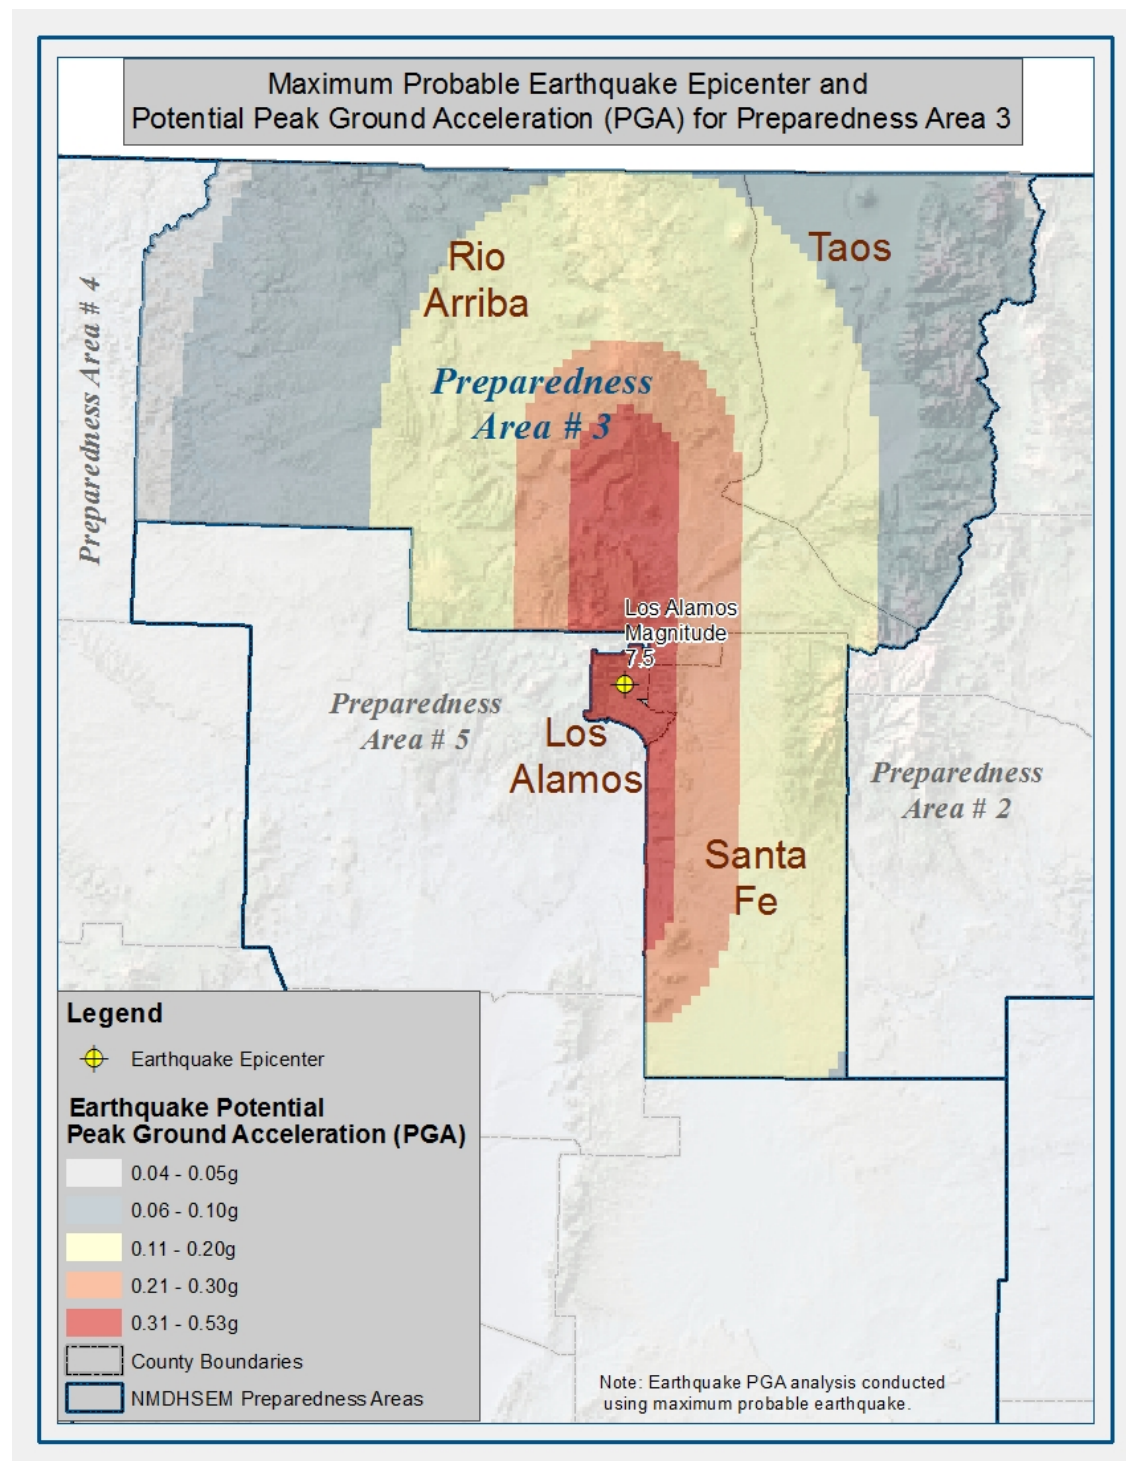 Maximum Probable Earthquake Epicenter and
Potential Peak Ground Acceleration (PGA) for Preparedness Area 3
Preparedness Area # 4
Rio
Arriba
Taos
Preparedness
Area # 3
Los Alamos
Magnitude
7.5
Preparedness
Area # 5
Los
Alamos
Preparedness
Area # 2
Santa
Fe
Legend
Earthquake Epicenter
Earthquake Potential
Peak Ground Acceleration (PGA)
0.04 - 0.05g
0.06 - 0.10g
0.11 - 0.20g
0.21 - 0.30g
0.31 - 0.53g
County Boundaries
NMDHSEM Preparedness Areas
Note: Earthquake PGA analysis conducted
using maximum probable earthquake.